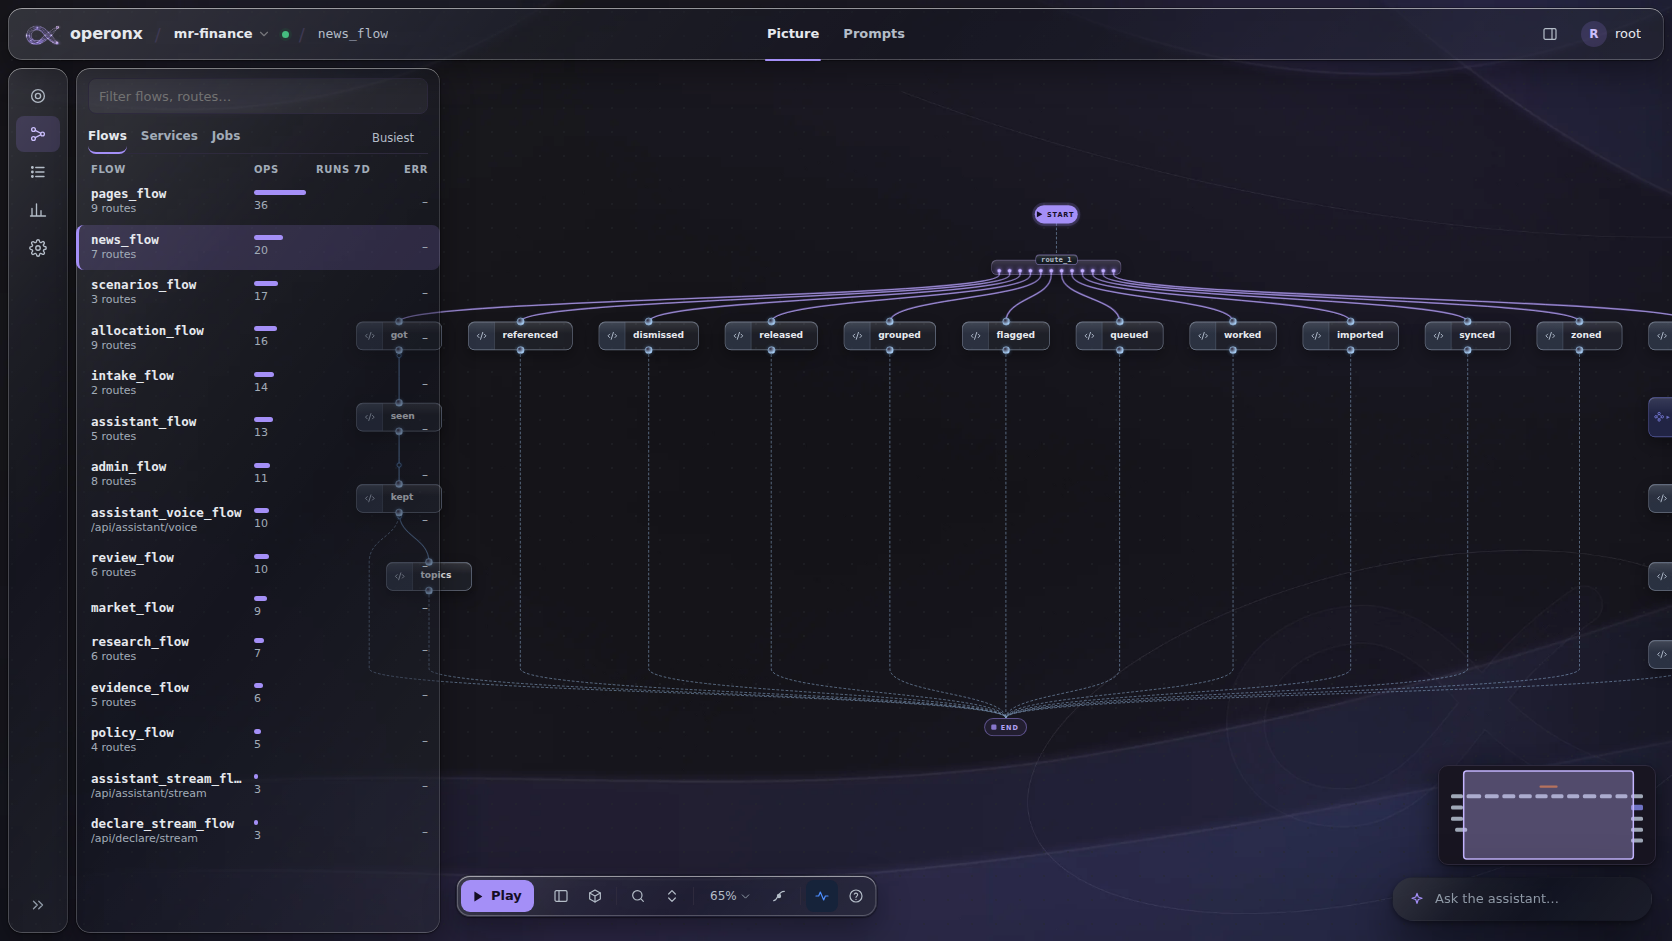 operonx / mr-finance / news_flow
Picture Prompts
R root
Filter flows, routes...
Flows Services Jobs Busiest
FLOW OPS RUNS 7D ERR
pages_flow
9 routes
36 –
news_flow
7 routes
20 –
scenarios_flow
3 routes
17 –
allocation_flow
9 routes
16 –
intake_flow
2 routes
14 –
assistant_flow
5 routes
13 –
admin_flow
8 routes
11 –
assistant_voice_flow
/api/assistant/voice
10 –
review_flow
6 routes
10 –
market_flow
9 –
research_flow
6 routes
7 –
evidence_flow
5 routes
6 –
policy_flow
4 routes
5 –
assistant_stream_fl…
/api/assistant/stream
3 –
declare_stream_flow
/api/declare/stream
3 –
START
route_1
got referenced dismissed released grouped flagged queued worked imported synced zoned
seen
kept
topics
END
Play 65%
Ask the assistant...